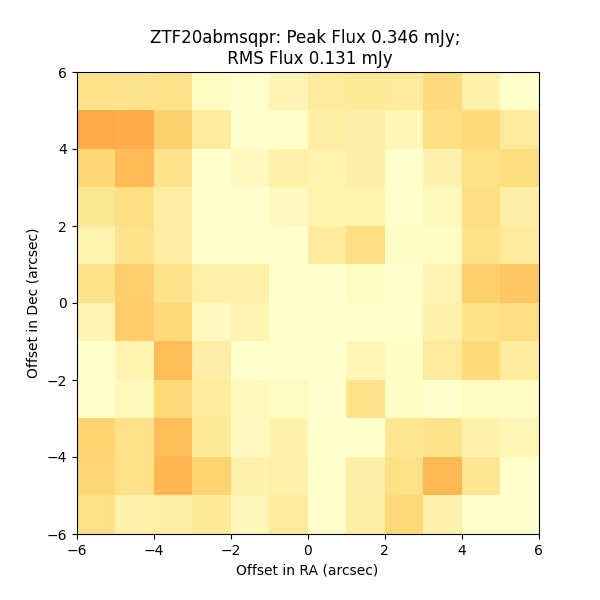 ZTF20abmsqpr: Peak Flux 0.346 mJy;
RMS Flux 0.131 mJy
6
4
2
0
−2
−4
−6
Offset in Dec (arcsec)
−6 −4 −2 0 2 4 6
Offset in RA (arcsec)